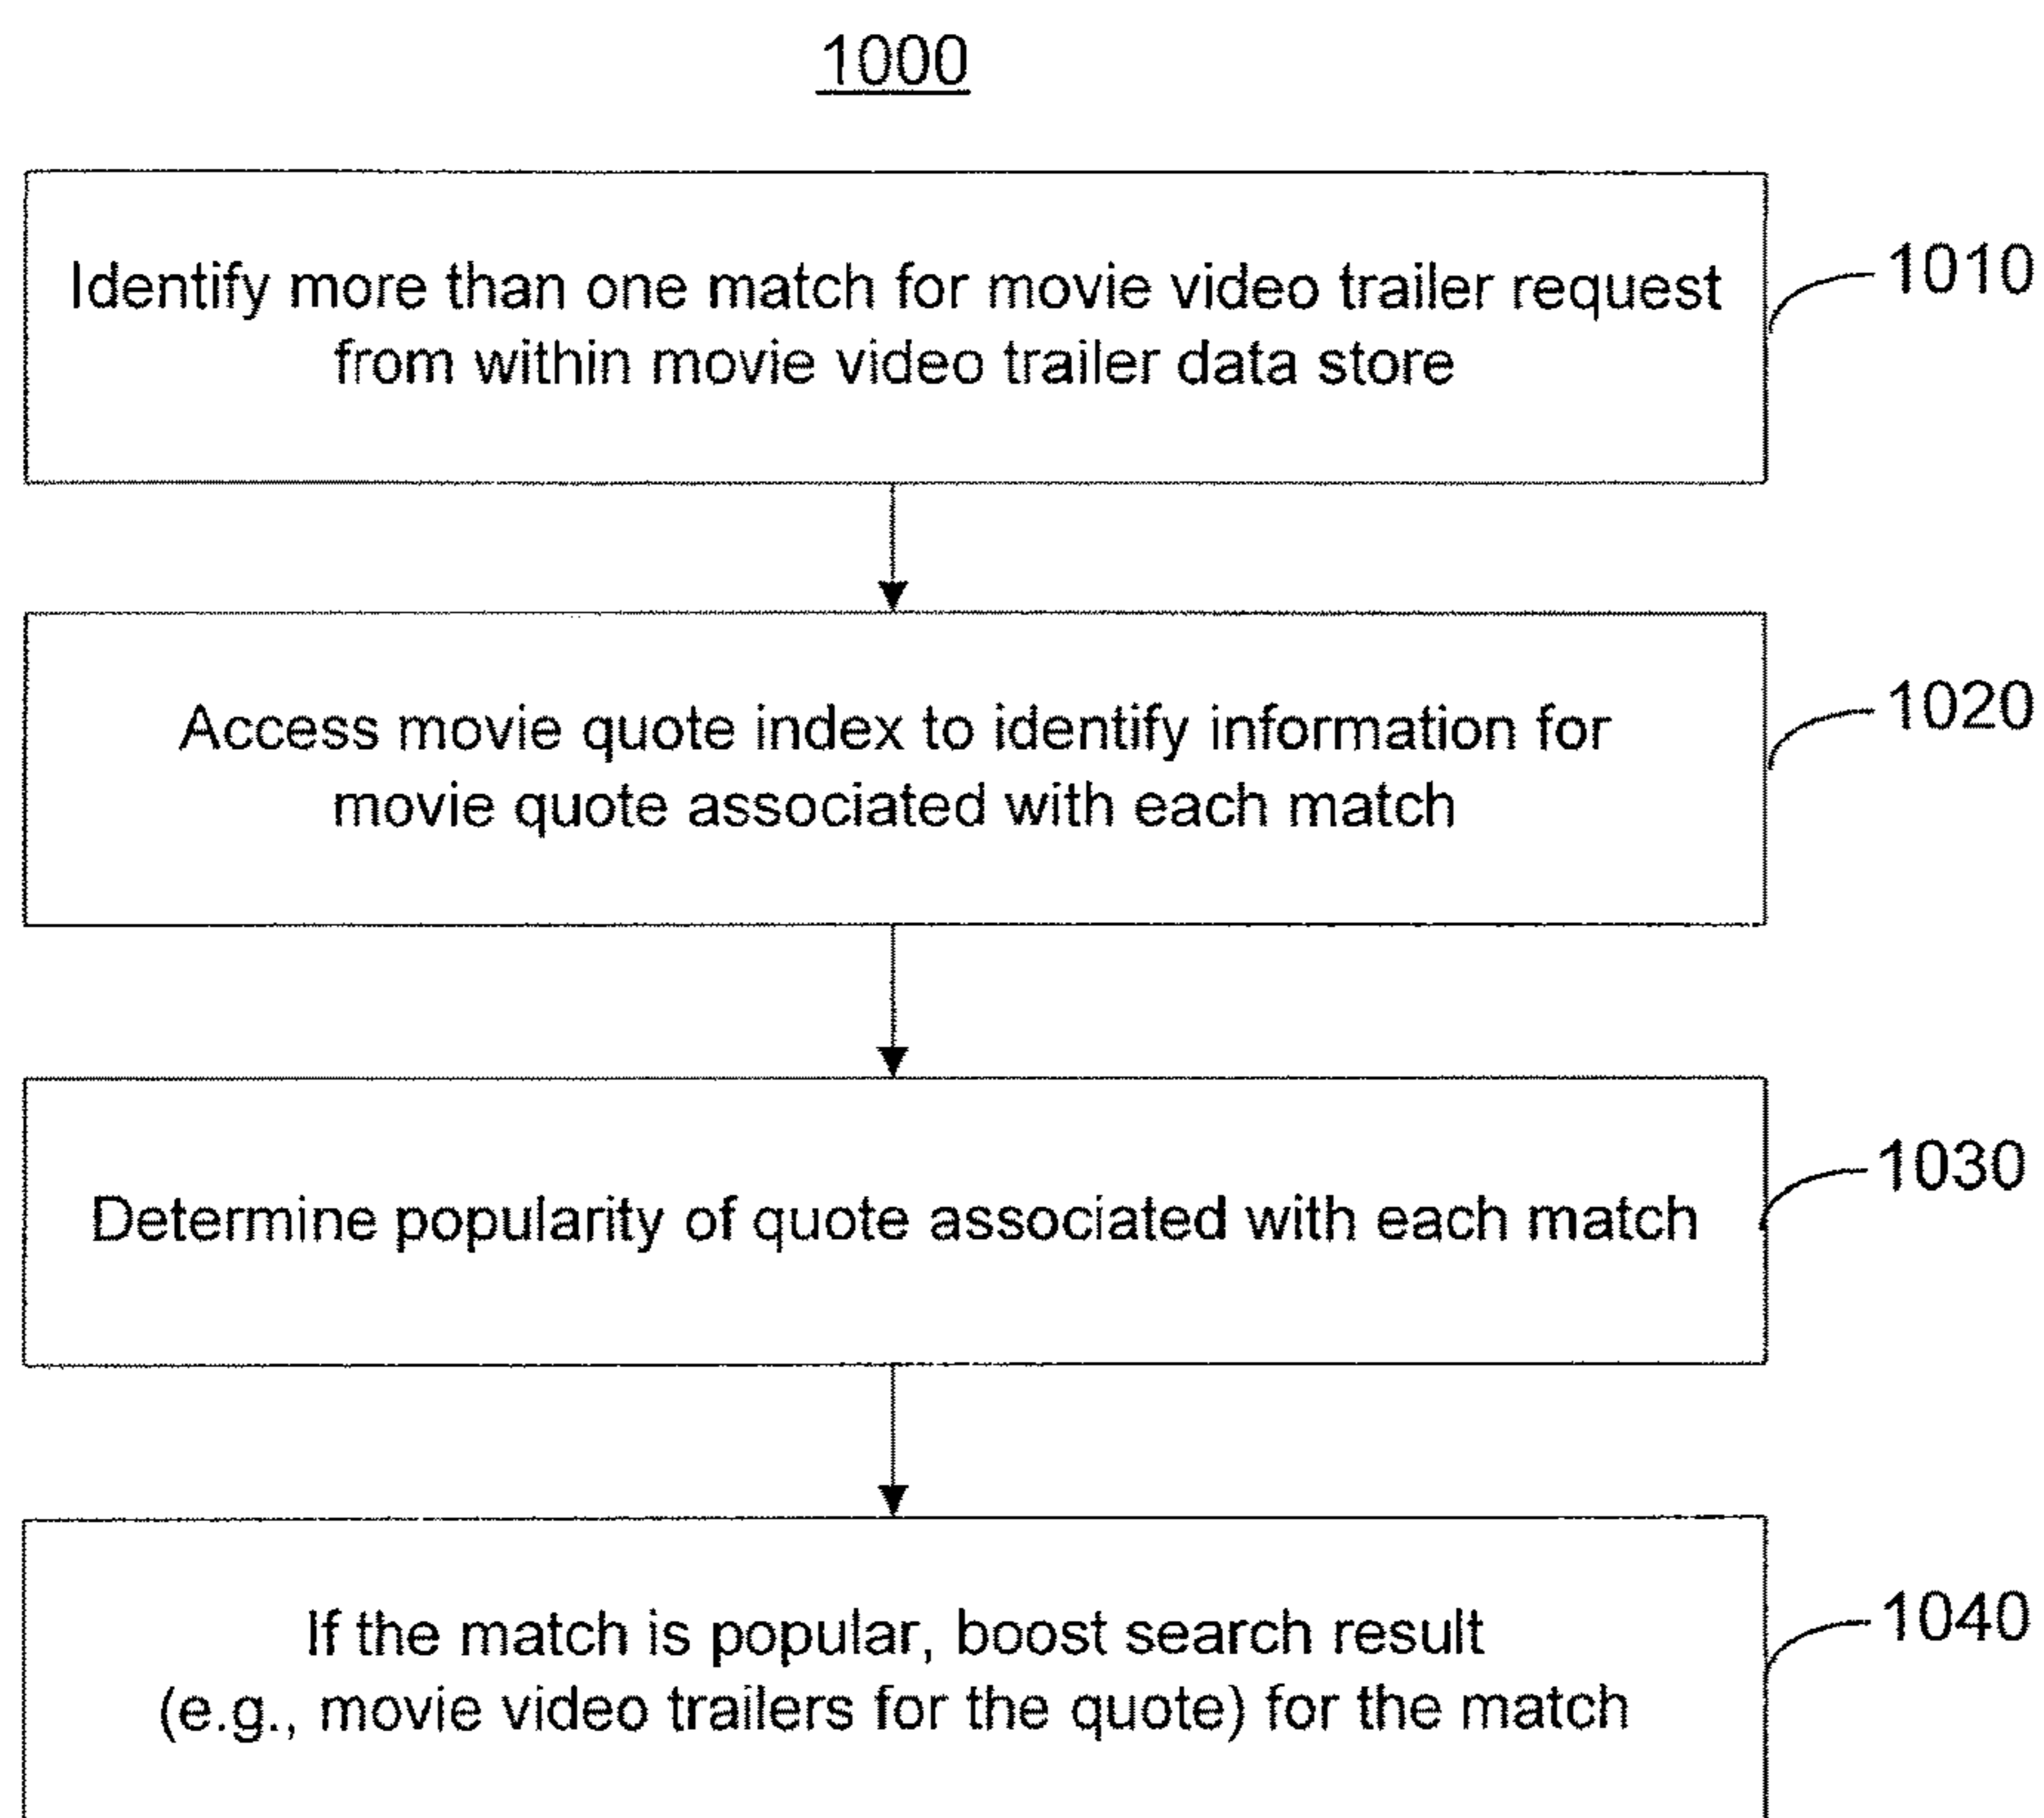 1000
Identify more than one match for movie video trailer request
from within movie video trailer data store
1010
Access movie quote index to identify information for
movie quote associated with each match
1020
Determine popularity of quote associated with each match
1030
If the match is popular, boost search result
(e.g., movie video trailers for the quote) for the match
1040